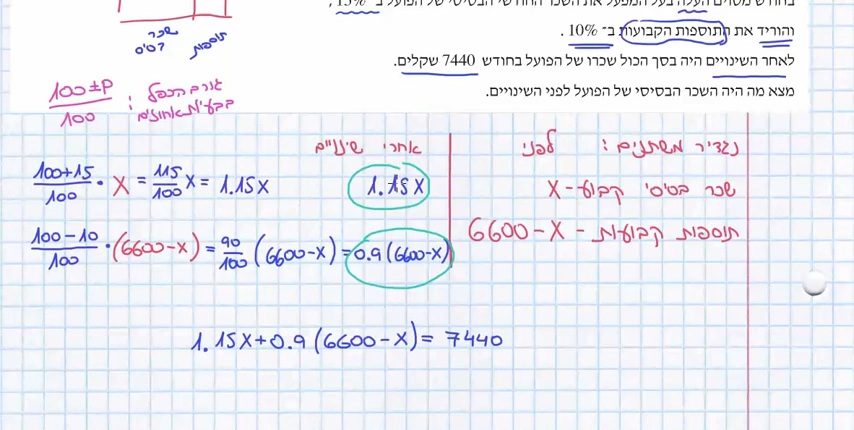 בחודש מסוים העלה בעל המפעל את השכר החודשי הבסיסי של הפועל ב־ 15% ,
והוריד את התוספות הקבועות ב־ 10% .
לאחר השינויים היה בסך הכול שכרו של הפועל בחודש 7440 שקלים.
מצא מה היה השכר הבסיסי של הפועל לפני השינויים.
שכר
בסיס
תוספות
גורם הכפל :
בבעיות אחוזים
100 ± P / 100
נגדיר משתנים : לפני
אחרי שינויים
שכר בסיסי קבוע - X
1.15X
100+15 / 100 · X = 115/100 X = 1.15X
תוספות קבועות - 6600-X
100-10 / 100 · (6600-X) = 90/100 (6600-X) = 0.9(6600-X)
1.15X+0.9(6600-X)= 7440